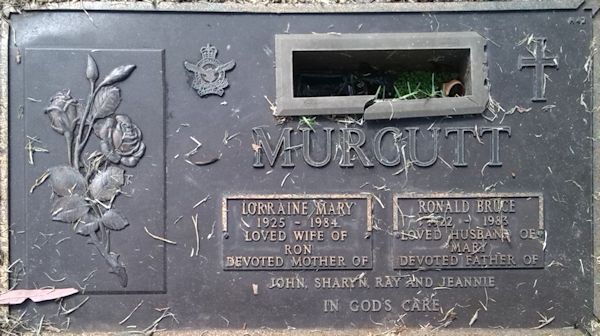 MURCUTT
LORRAINE MARY
1925 - 1984
LOVED WIFE OF
RON
DEVOTED MOTHER OF
RONALD BRUCE
1922 - 1983
LOVED HUSBAND OF
MARY
DEVOTED FATHER OF
JOHN, SHARYN, RAY AND JEANNIE
IN GOD'S CARE